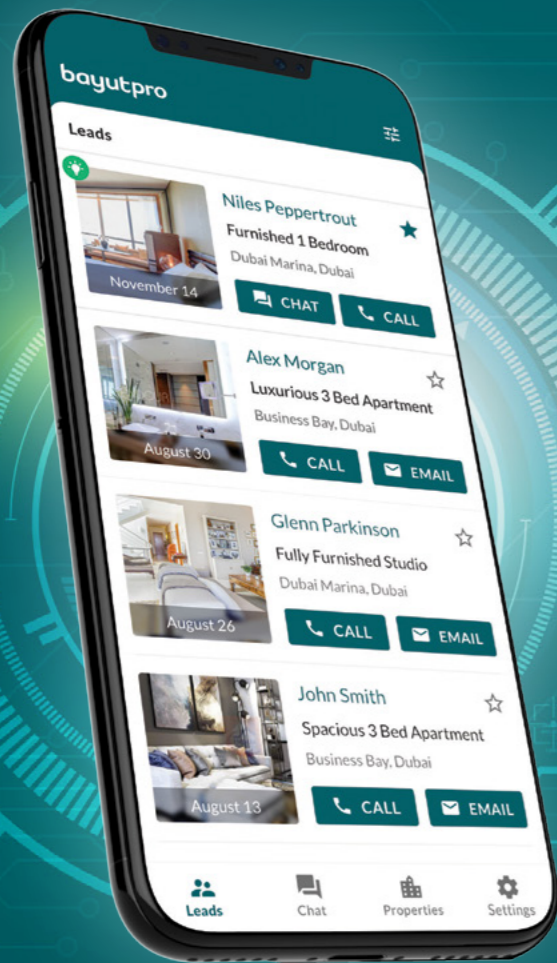 bayutpro
Leads
Niles Peppertrout
Furnished 1 Bedroom
Dubai Marina, Dubai
November 14
CHAT
CALL
Alex Morgan
Luxurious 3 Bed Apartment
Business Bay, Dubai
August 30
CALL
EMAIL
Glenn Parkinson
Fully Furnished Studio
Dubai Marina, Dubai
August 26
CALL
EMAIL
John Smith
Spacious 3 Bed Apartment
Business Bay, Dubai
August 13
CALL
EMAIL
Leads
Chat
Properties
Settings